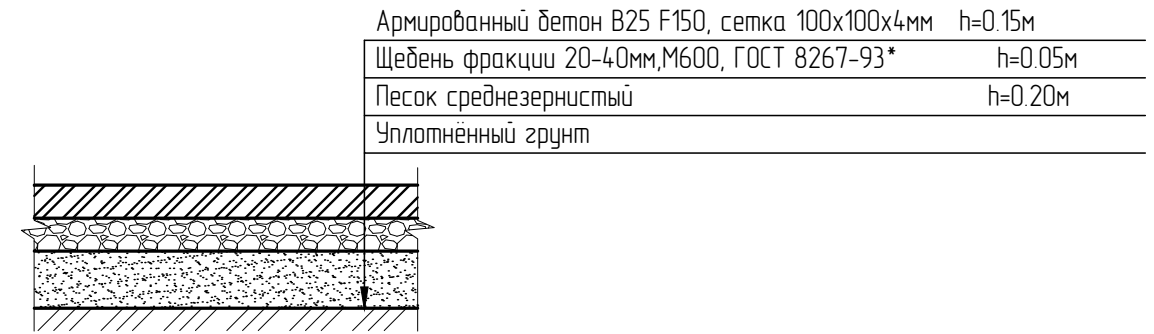 Армированный бетон В25 F150, сетка 100х100х4мм h=0.15м
Щебень фракции 20-40мм,М600, ГОСТ 8267-93* h=0.05м
Песок среднезернистый h=0.20м
Уплотнённый грунт